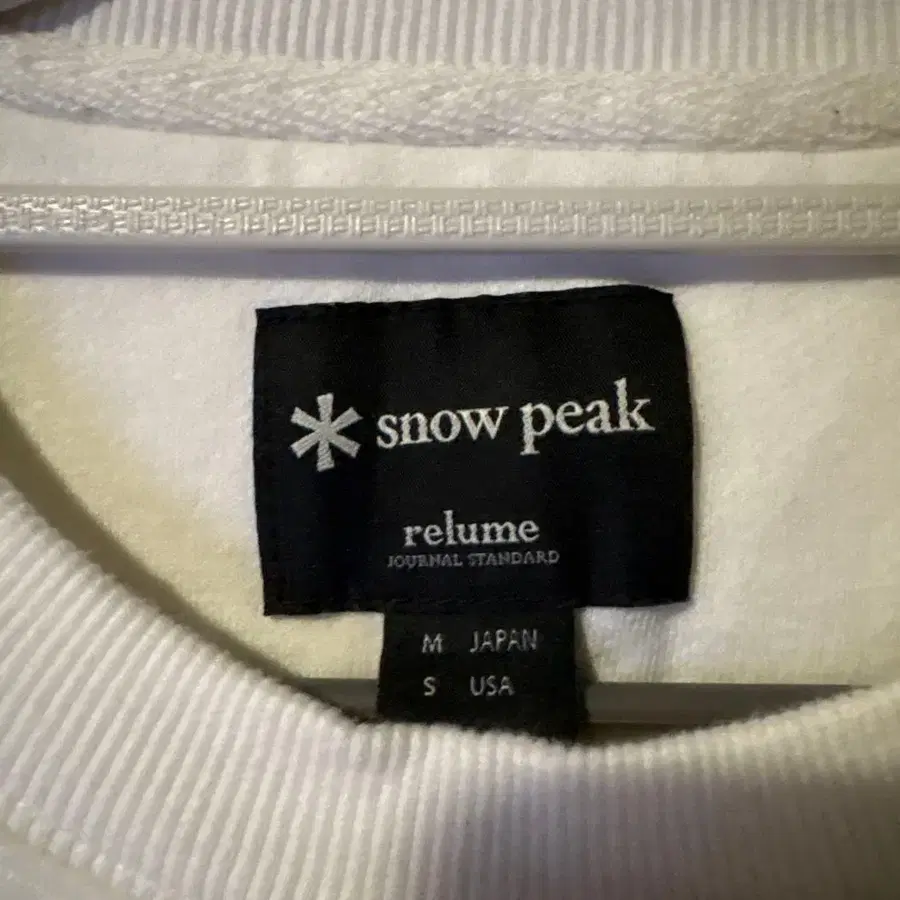 snow peak
relume
JOURNAL STANDARD
M JAPAN
S USA